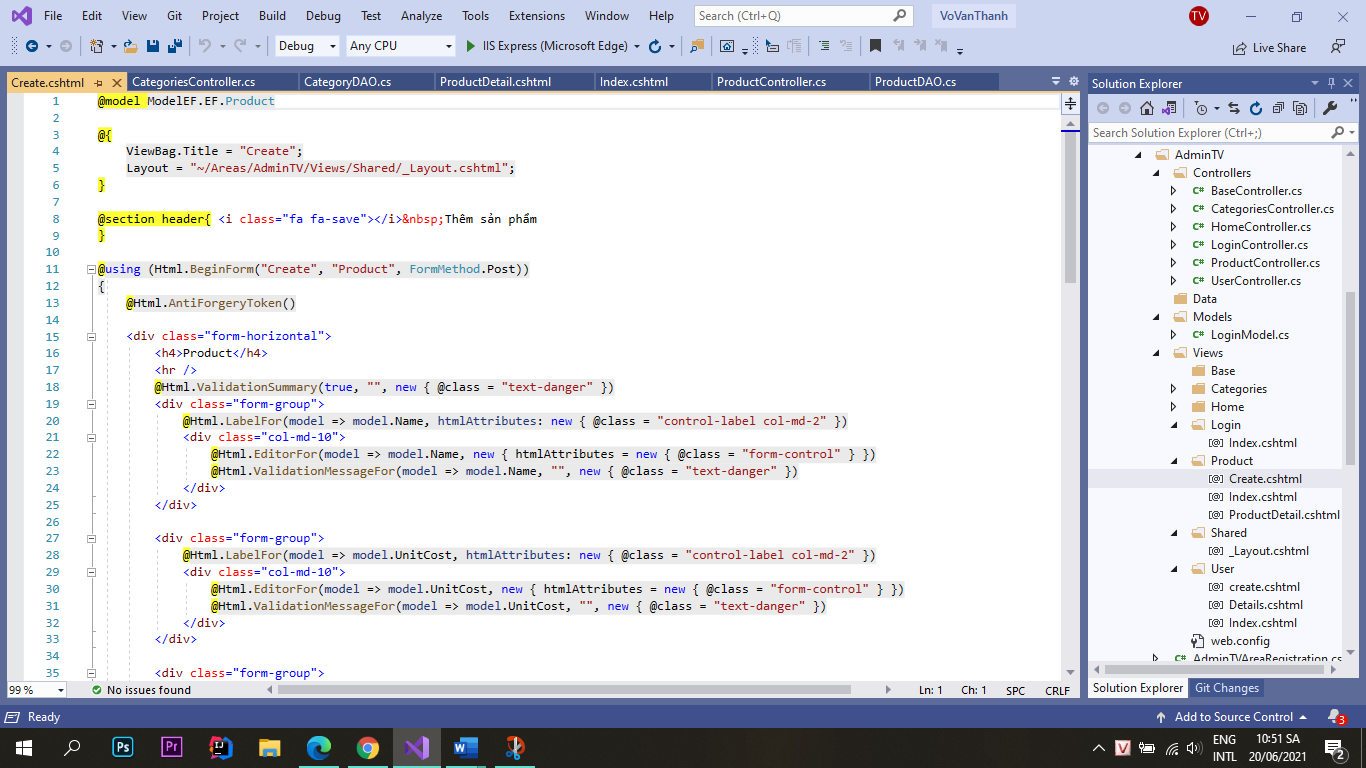 File Edit View Git Project Build Debug Test Analyze Tools Extensions Window Help Search (Ctrl+Q) VoVanThanh TV
Debug Any CPU IIS Express (Microsoft Edge) Live Share
Create.cshtml CategoriesController.cs CategoryDAO.cs ProductDetail.cshtml Index.cshtml ProductController.cs ProductDAO.cs
1 @model ModelEF.EF.Product
2
3 @{
4 ViewBag.Title = "Create";
5 Layout = "~/Areas/AdminTV/Views/Shared/_Layout.cshtml";
6 }
7
8 @section header{ <i class="fa fa-save"></i>&nbsp;Thêm sản phẩm
9 }
10
11 @using (Html.BeginForm("Create", "Product", FormMethod.Post))
12 {
13 @Html.AntiForgeryToken()
14
15 <div class="form-horizontal">
16 <h4>Product</h4>
17 <hr />
18 @Html.ValidationSummary(true, "", new { @class = "text-danger" })
19 <div class="form-group">
20 @Html.LabelFor(model => model.Name, htmlAttributes: new { @class = "control-label col-md-2" })
21 <div class="col-md-10">
22 @Html.EditorFor(model => model.Name, new { htmlAttributes = new { @class = "form-control" } })
23 @Html.ValidationMessageFor(model => model.Name, "", new { @class = "text-danger" })
24 </div>
25 </div>
26
27 <div class="form-group">
28 @Html.LabelFor(model => model.UnitCost, htmlAttributes: new { @class = "control-label col-md-2" })
29 <div class="col-md-10">
30 @Html.EditorFor(model => model.UnitCost, new { htmlAttributes = new { @class = "form-control" } })
31 @Html.ValidationMessageFor(model => model.UnitCost, "", new { @class = "text-danger" })
32 </div>
33 </div>
34
35 <div class="form-group">
99 % No issues found Ln: 1 Ch: 1 SPC CRLF
Solution Explorer
Search Solution Explorer (Ctrl+;)
AdminTV
Controllers
C# BaseController.cs
C# CategoriesController.cs
C# HomeController.cs
C# LoginController.cs
C# ProductController.cs
C# UserController.cs
Data
Models
C# LoginModel.cs
Views
Base
Categories
Home
Login
[@] Index.cshtml
Product
[@] Create.cshtml
[@] Index.cshtml
[@] ProductDetail.cshtml
Shared
[@] _Layout.cshtml
User
[@] create.cshtml
[@] Details.cshtml
[@] Index.cshtml
web.config
C# AdminTVAreaRegistration.cs
Solution Explorer Git Changes
Ready Add to Source Control 3
Ps Pr IJ W V ENG 10:51 SA
INTL 20/06/2021 2